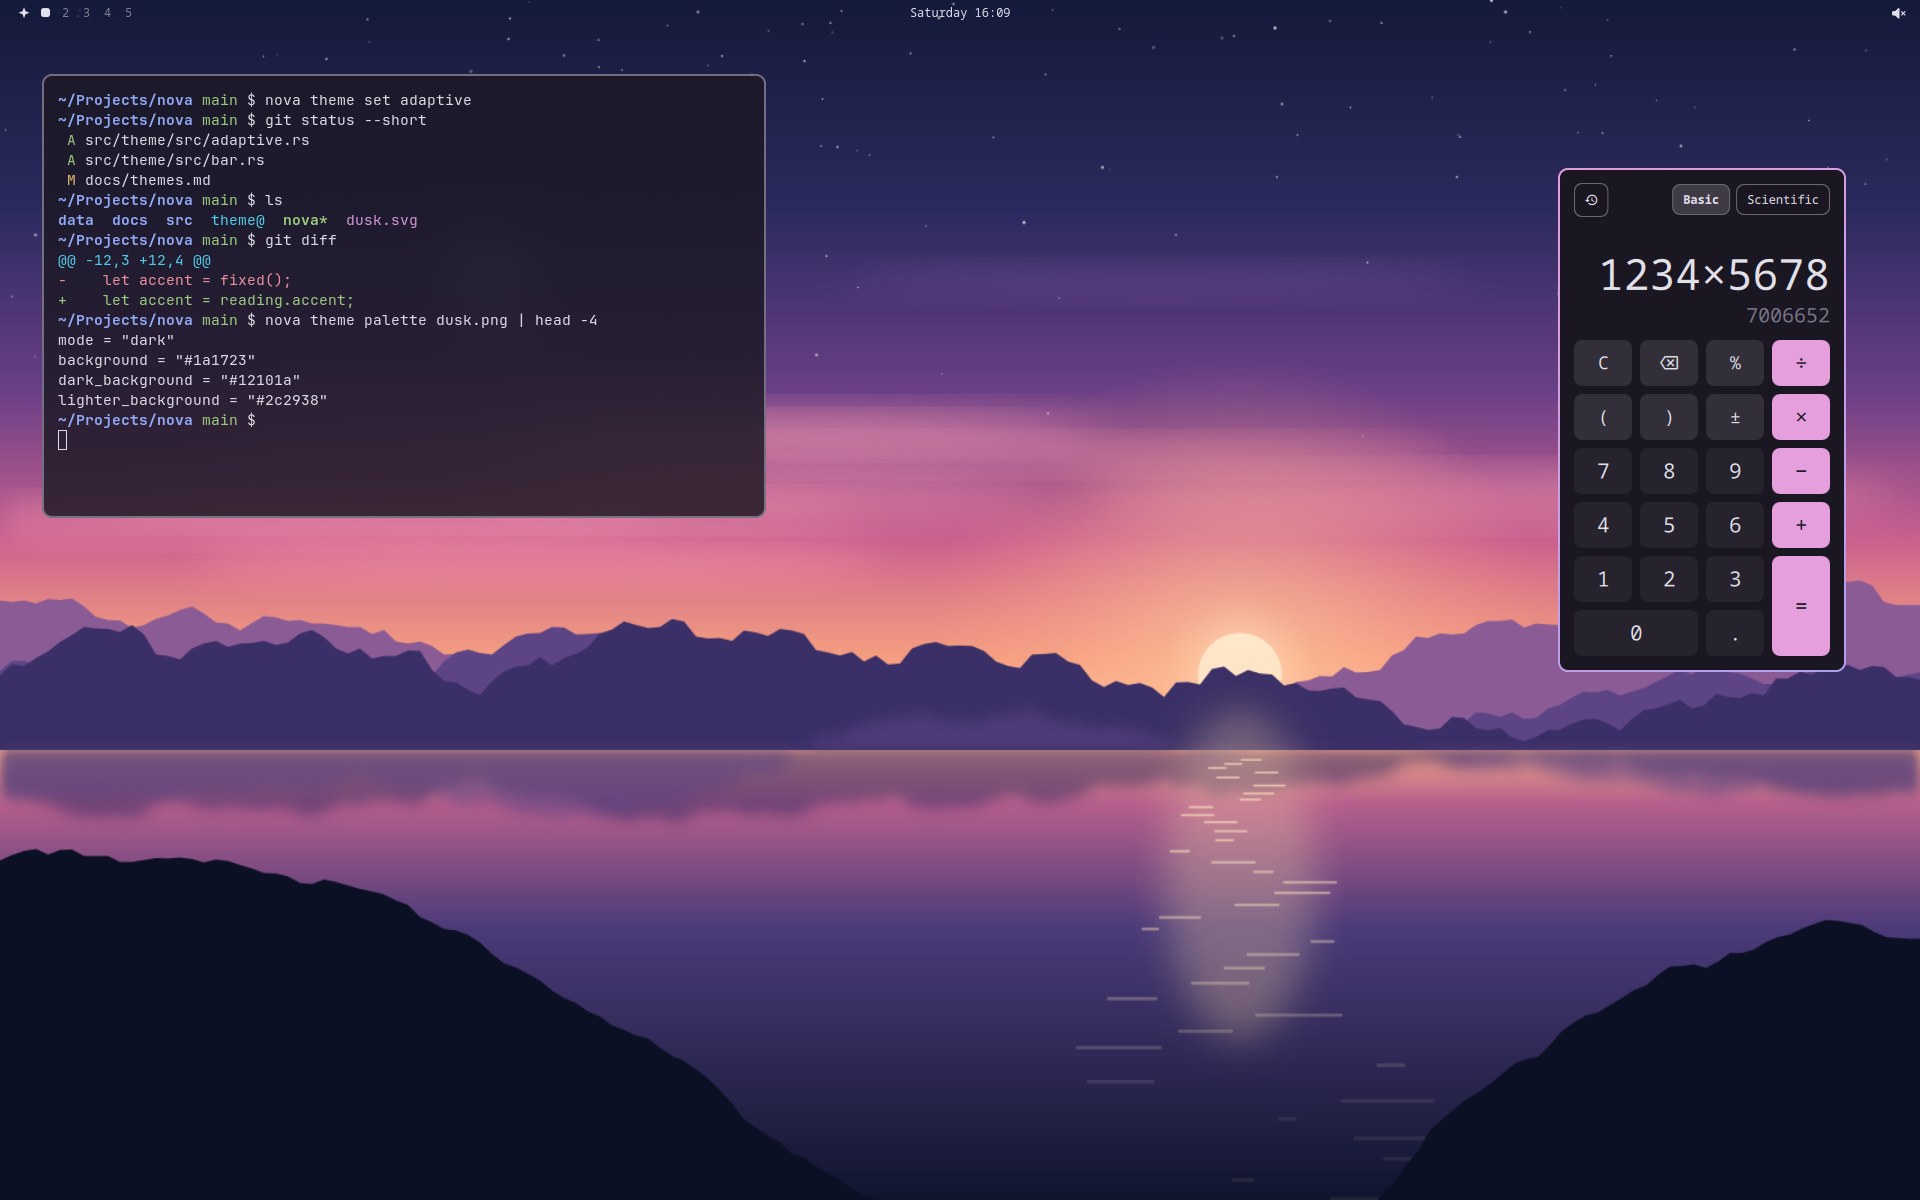 2 3 4 5
Saturday 16:09
~/Projects/nova main $ nova theme set adaptive
~/Projects/nova main $ git status --short
A src/theme/src/adaptive.rs
A src/theme/src/bar.rs
M docs/themes.md
~/Projects/nova main $ ls
data  docs  src  theme@  nova*  dusk.svg
~/Projects/nova main $ git diff
@@ -12,3 +12,4 @@
-    let accent = fixed();
+    let accent = reading.accent;
~/Projects/nova main $ nova theme palette dusk.png | head -4
mode = "dark"
background = "#1a1723"
dark_background = "#12101a"
lighter_background = "#2c2938"
~/Projects/nova main $
Basic Scientific
1234×5678
7006652
C % ÷
( ) ± ×
7 8 9 −
4 5 6 +
1 2 3 =
0 .